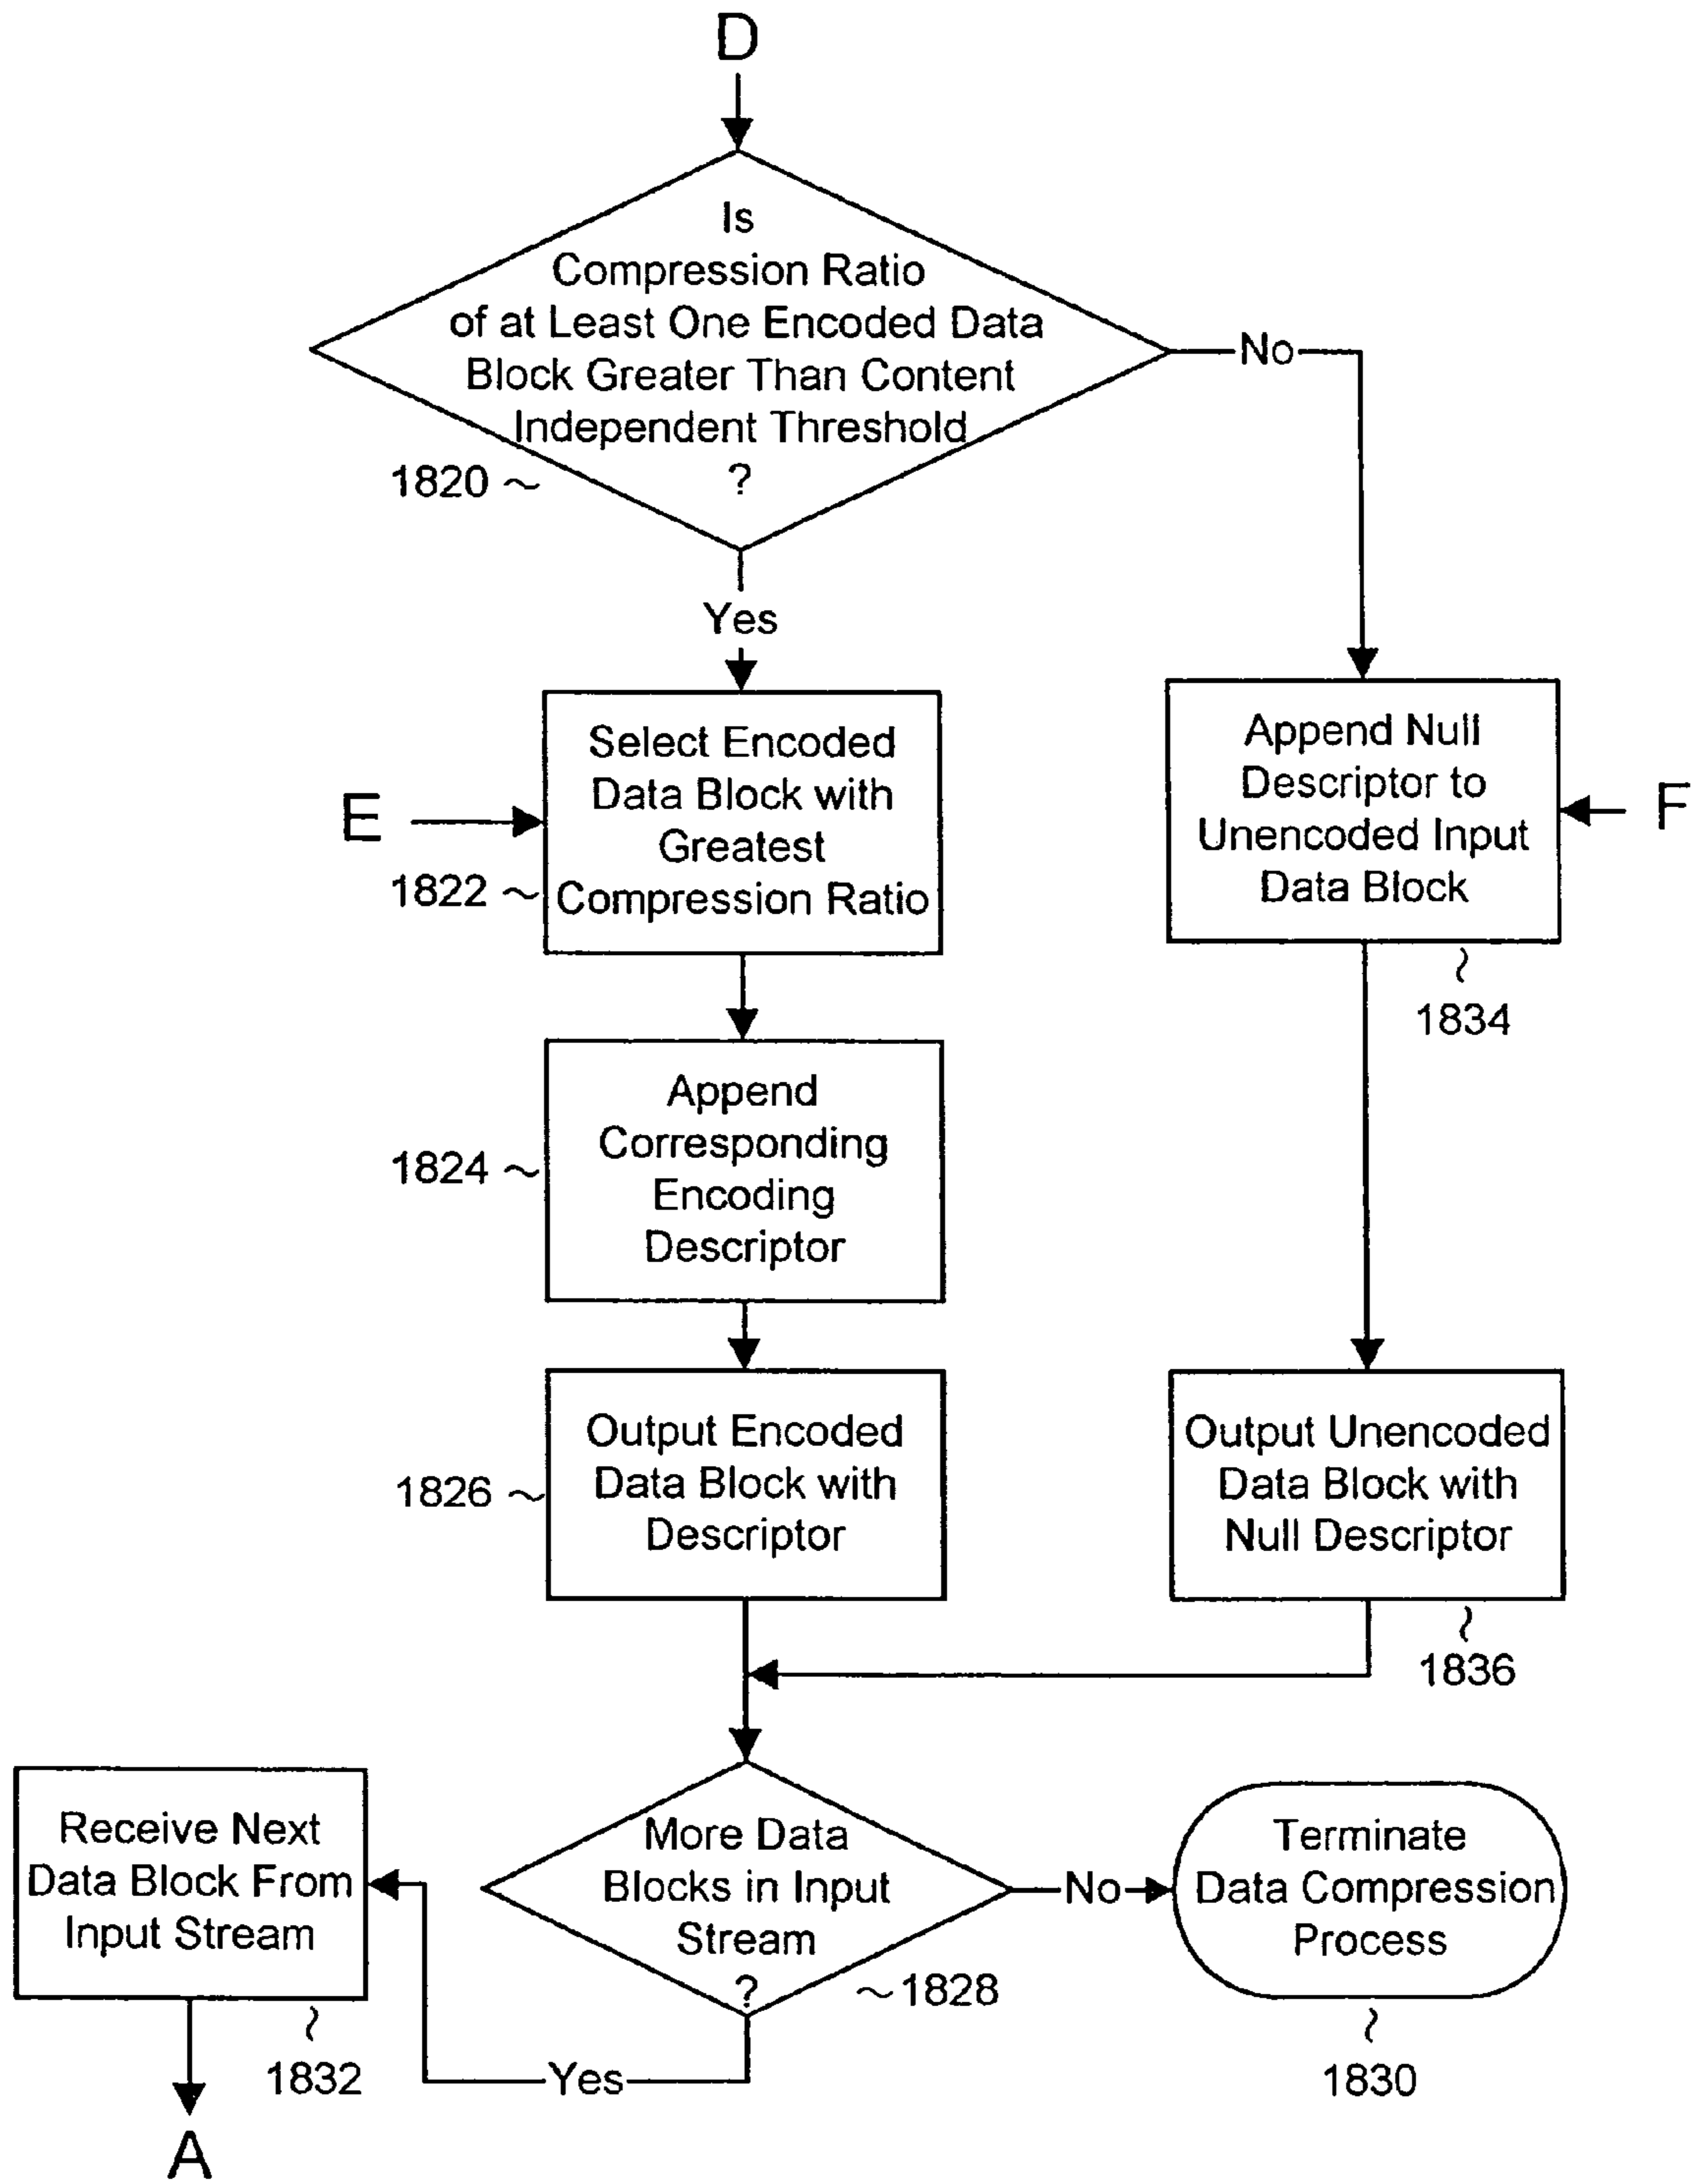 D
Is
Compression Ratio
of at Least One Encoded Data
Block Greater Than Content
Independent Threshold
?
1820
No
Yes
Select Encoded
Data Block with
Greatest
Compression Ratio
E
1822
Append Null
Descriptor to
Unencoded Input
Data Block
F
1834
Append
Corresponding
Encoding
Descriptor
1824
Output Encoded
Data Block with
Descriptor
1826
Output Unencoded
Data Block with
Null Descriptor
1836
Receive Next
Data Block From
Input Stream
1832
More Data
Blocks in Input
Stream
?
1828
No
Terminate
Data Compression
Process
1830
Yes
A